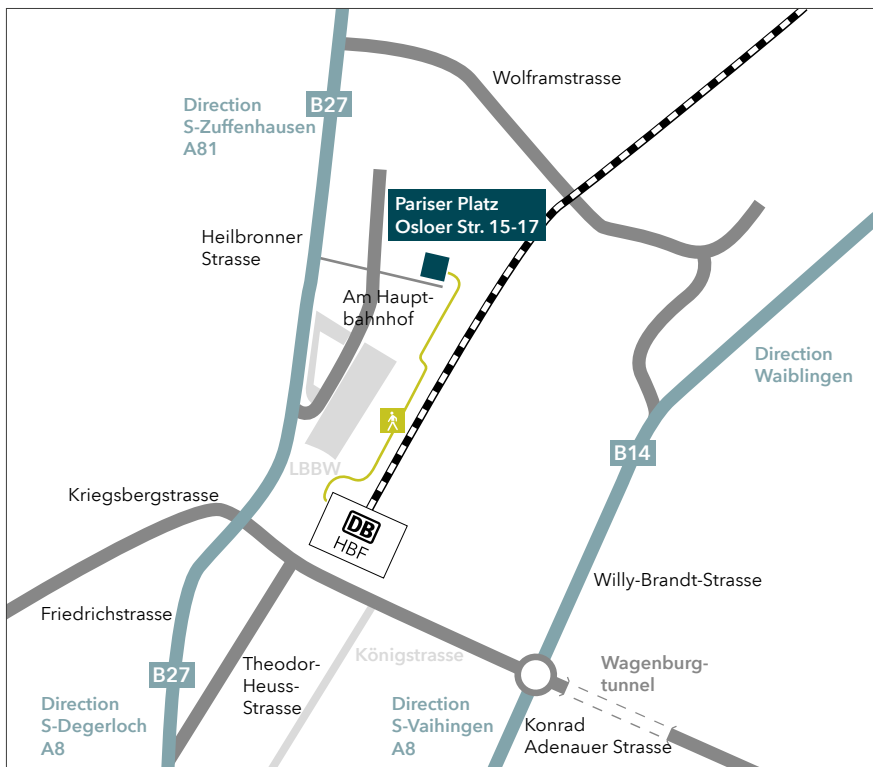 Wolframstrasse
Direction
S-Zuffenhausen
A81
B27
Pariser Platz
Osloer Str. 15-17
Heilbronner
Strasse
Am Haupt-
bahnhof
Direction
Waiblingen
B14
LBBW
Kriegsbergstrasse
DB
HBF
Willy-Brandt-Strasse
Friedrichstrasse
Königstrasse
Theodor-
Heuss-
Strasse
Wagenburg-
tunnel
B27
Direction
S-Degerloch
A8
Direction
S-Vaihingen
A8
Konrad
Adenauer Strasse